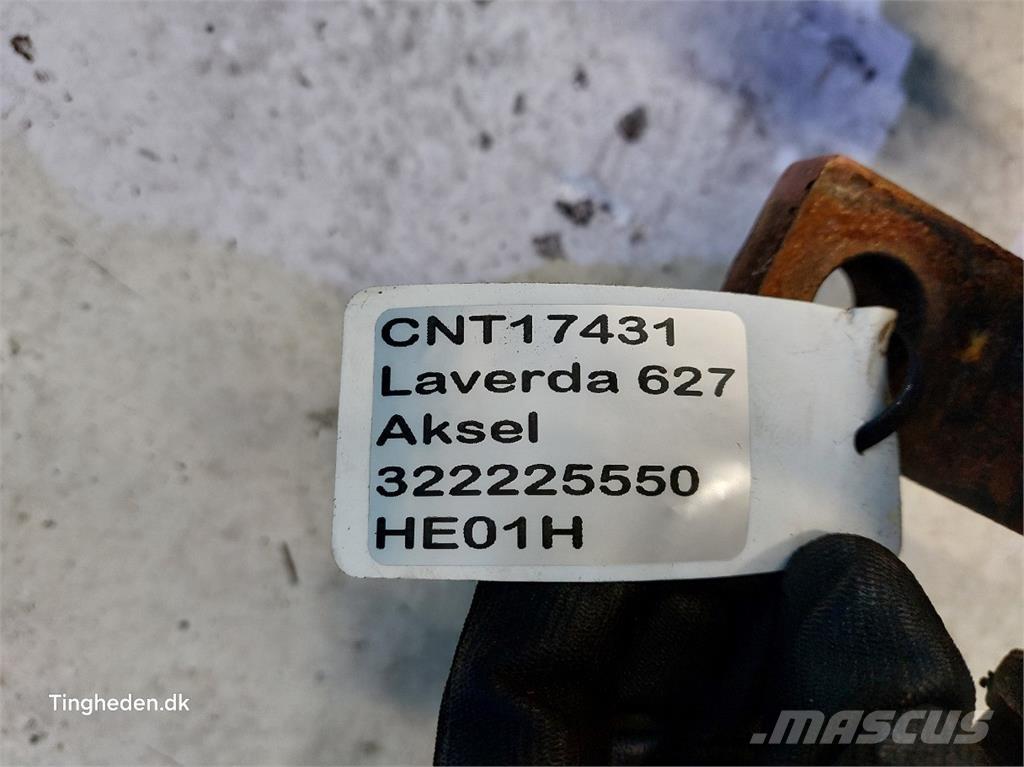 CNT17431
Laverda 627
Aksel
322225550
HE01H
Tingheden.dk
MASCUS